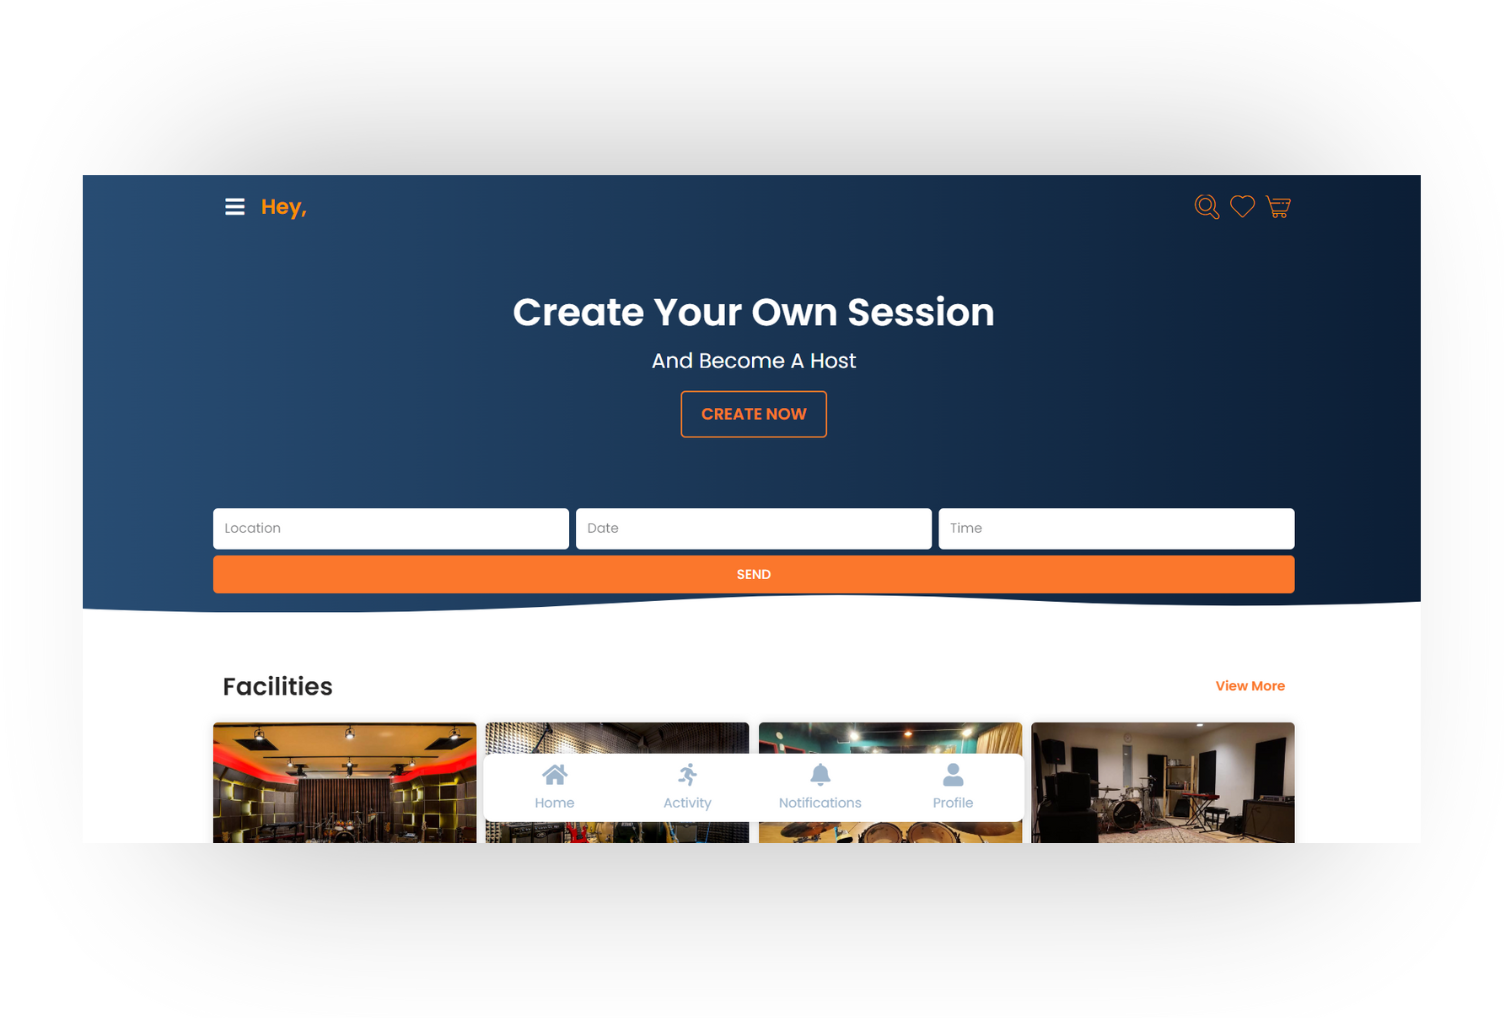 Hey,
Create Your Own Session
And Become A Host
CREATE NOW
Location
Date
Time
SEND
Facilities
View More
Home
Activity
Notifications
Profile